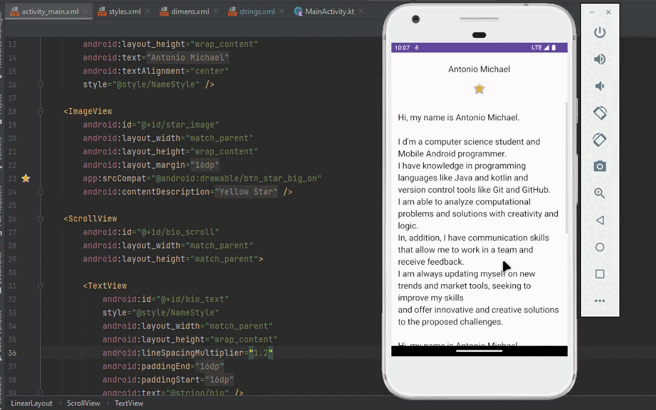 activity_main.xml
styles.xml
dimens.xml
strings.xml
MainActivity.kt
13 android:layout_height="wrap_content"
14 android:text="Antonio Michael"
15 android:textAlignment="center"
16 style="@style/NameStyle" />
17
18 <ImageView
19 android:id="@+id/star_image"
20 android:layout_width="match_parent"
21 android:layout_height="wrap_content"
22 android:layout_margin="16dp"
23 app:srcCompat="@android:drawable/btn_star_big_on"
24 android:contentDescription="Yellow Star" />
26 <ScrollView
27 android:id="@+id/bio_scroll"
28 android:layout_width="match_parent"
29 android:layout_height="match_parent">
31 <TextView
32 android:id="@+id/bio_text"
33 style="@style/NameStyle"
34 android:layout_width="match_parent"
35 android:layout_height="wrap_content"
36 android:lineSpacingMultiplier="1.2"
37 android:paddingEnd="16dp"
38 android:paddingStart="16dp"
39 android:text="@string/bio" />
LinearLayout > ScrollView > TextView
10:07 LTE
Antonio Michael
Hi, my name is Antonio Michael.
I d'm a computer science student and
Mobile Android programmer.
I have knowledge in programming
languages like Java and kotlin and
version control tools like Git and GitHub.
I am able to analyze computational
problems and solutions with creativity and
logic.
In, addition, I have communication skills
that allow me to work in a team and
receive feedback.
I am always updating myself on new
trends and market tools, seeking to
improve my skills
and offer innovative and creative solutions
to the proposed challenges.
Hi, my name is Antonio Michael.